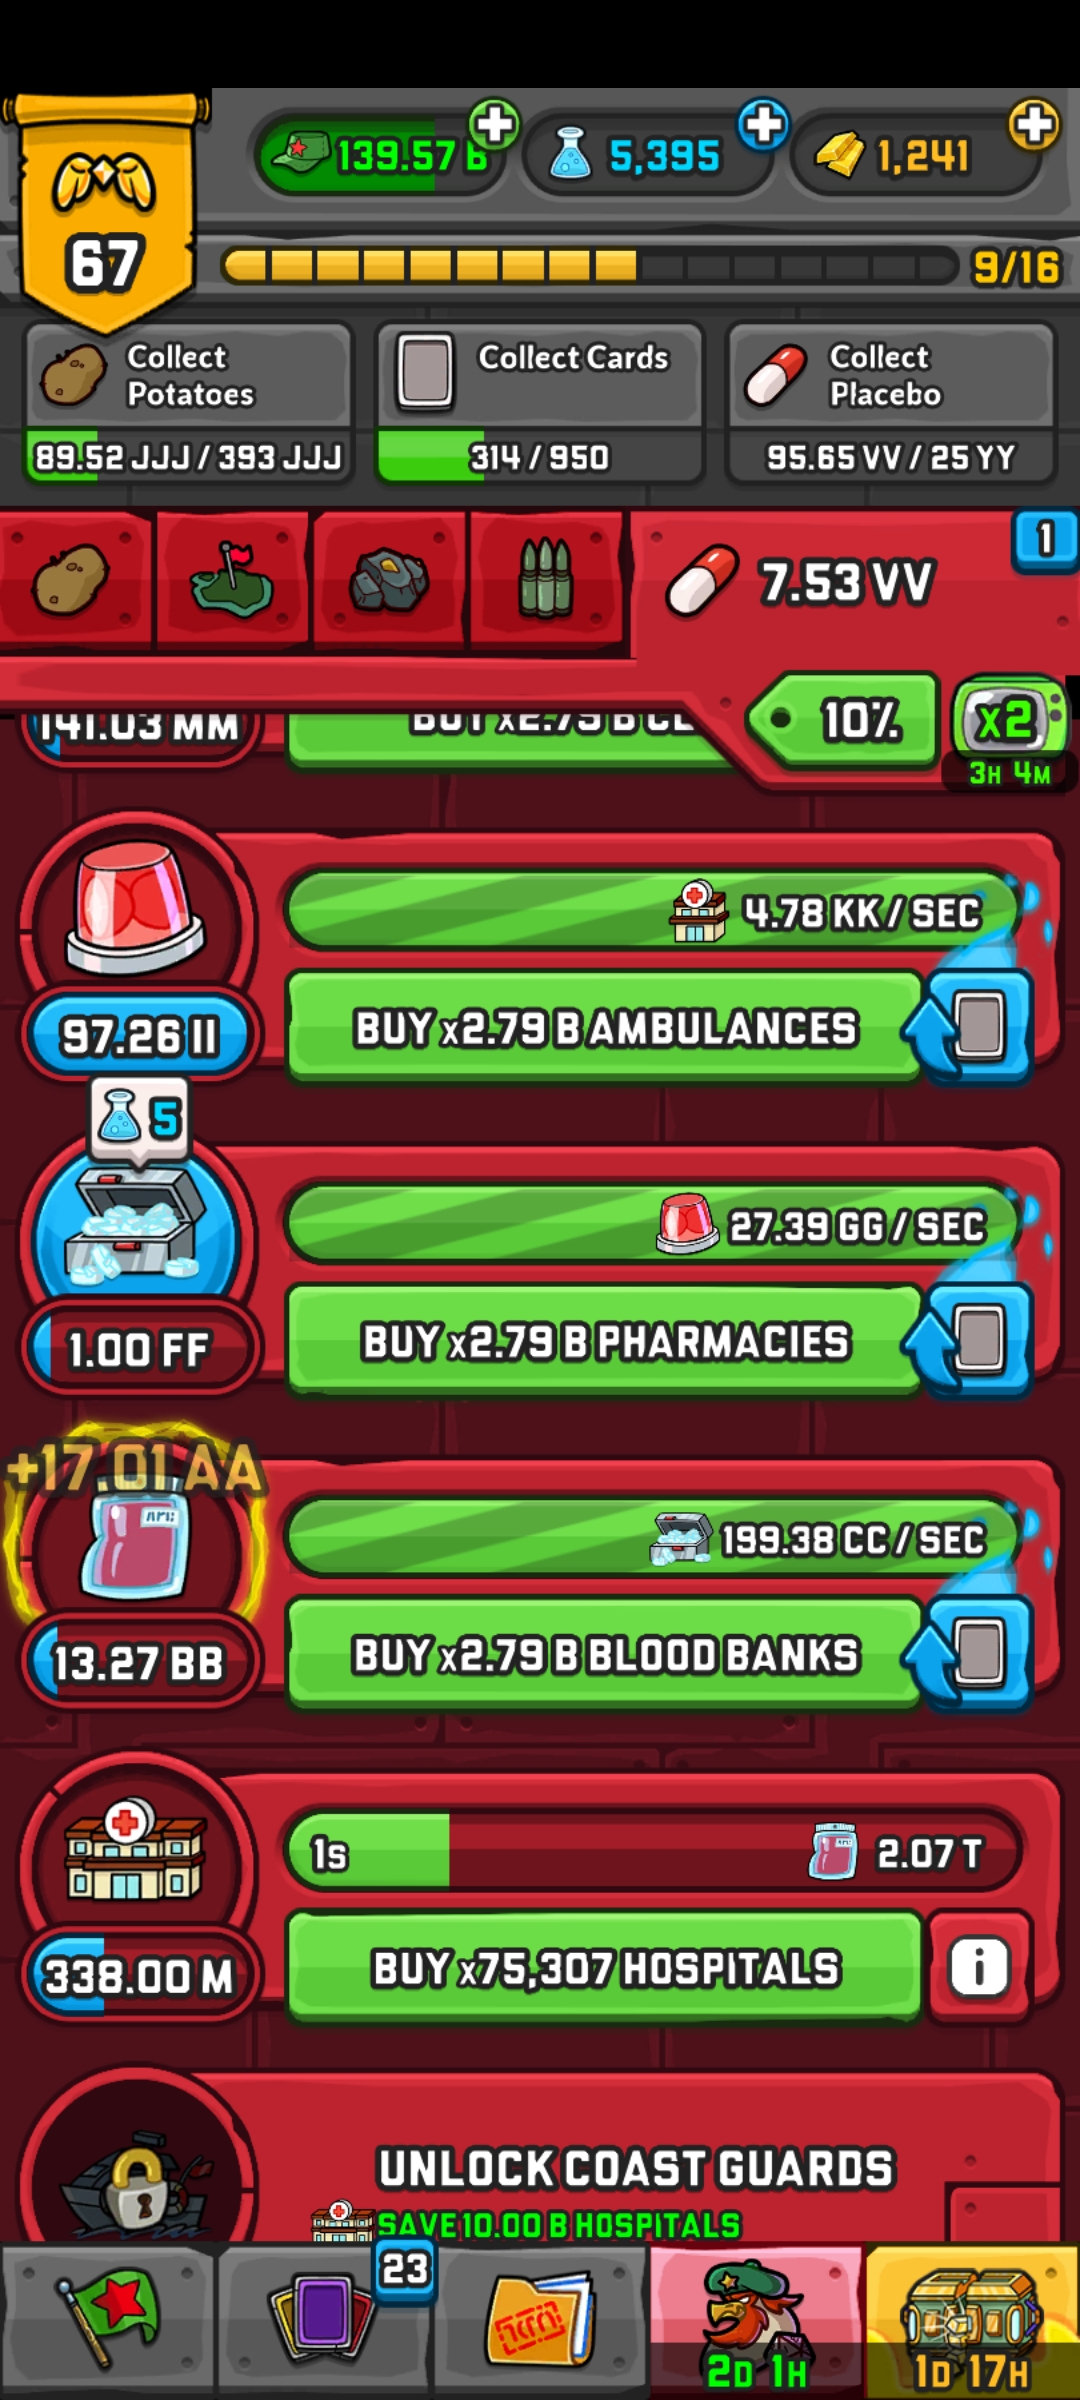 139.57 B
5,395
1,241
67
9/16
Collect Potatoes
89.52 JJJ / 393 JJJ
Collect Cards
314 / 950
Collect Placebo
95.65 VV / 25 YY
7.53 VV
1
10%
x2
3H 4M
141.03 MM
BUY x2.79 B
4.78 KK / SEC
97.26 II
BUY x2.79 B AMBULANCES
5
27.39 GG / SEC
1.00 FF
BUY x2.79 B PHARMACIES
+17.01 AA
199.38 CC / SEC
13.27 BB
BUY x2.79 B BLOOD BANKS
1s
2.07 T
338.00 M
BUY x75,307 HOSPITALS
i
UNLOCK COAST GUARDS
SAVE 10.00 B HOSPITALS
23
2D 1H
1D 17H